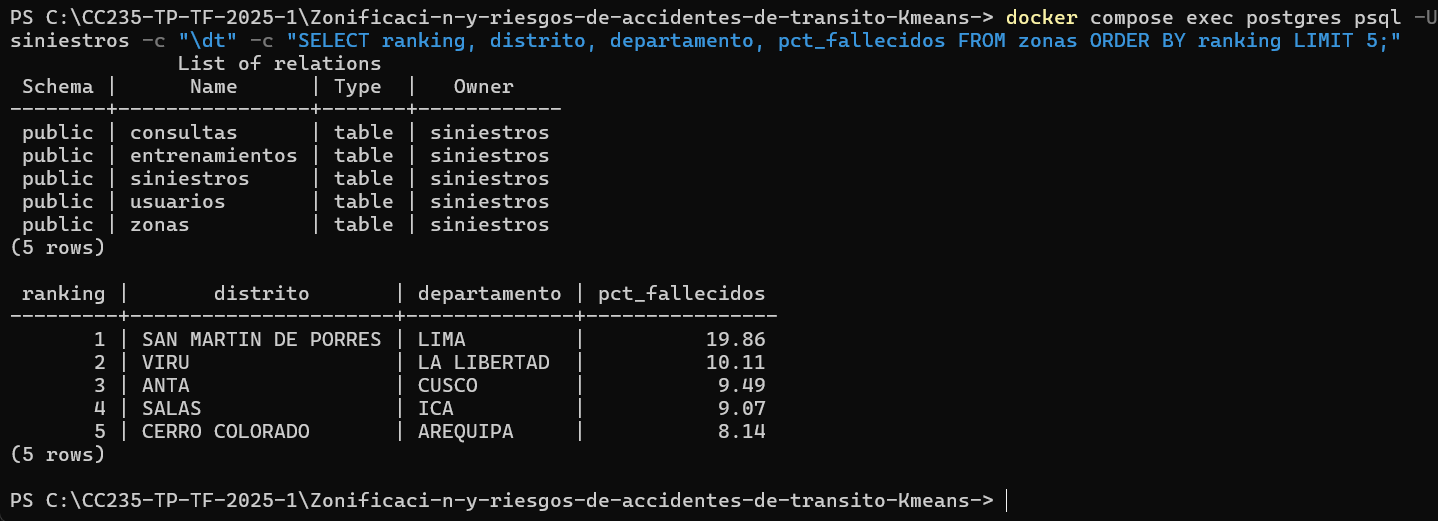 PS C:\CC235-TP-TF-2025-1\Zonificaci-n-y-riesgos-de-accidentes-de-transito-Kmeans-> docker compose exec postgres psql -U
siniestros -c "\dt" -c "SELECT ranking, distrito, departamento, pct_fallecidos FROM zonas ORDER BY ranking LIMIT 5;"
List of relations
Schema | Name | Type | Owner
--------+---------------+-------+------------
public | consultas | table | siniestros
public | entrenamientos | table | siniestros
public | siniestros | table | siniestros
public | usuarios | table | siniestros
public | zonas | table | siniestros
(5 rows)
ranking | distrito | departamento | pct_fallecidos
---------+----------------------+--------------+----------------
1 | SAN MARTIN DE PORRES | LIMA | 19.86
2 | VIRU | LA LIBERTAD | 10.11
3 | ANTA | CUSCO | 9.49
4 | SALAS | ICA | 9.07
5 | CERRO COLORADO | AREQUIPA | 8.14
(5 rows)
PS C:\CC235-TP-TF-2025-1\Zonificaci-n-y-riesgos-de-accidentes-de-transito-Kmeans->